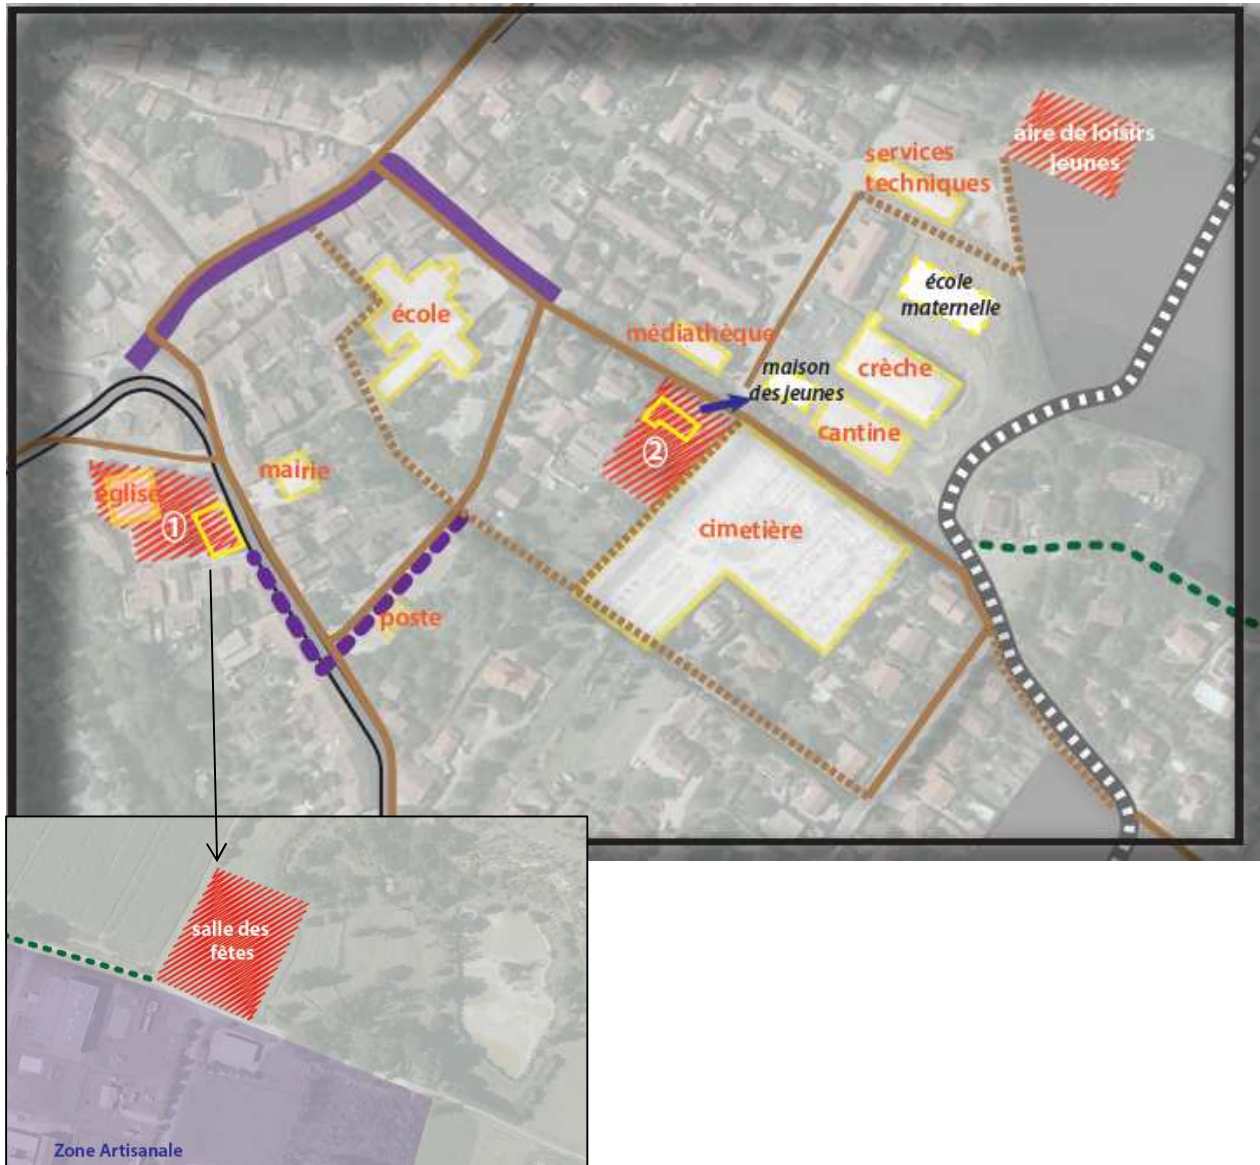 aire de loisirs
jeunes
services
techniques
école
maternelle
école
médiathèque
maison
des jeunes
crèche
cantine
②
mairie
église
①
cimetière
poste
salle des
fêtes
Zone Artisanale